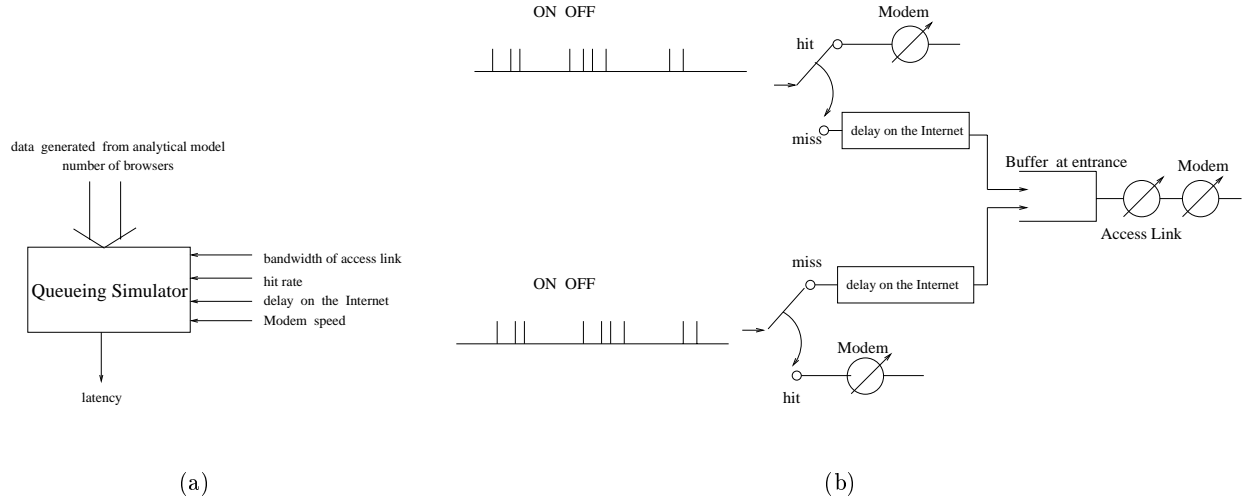 data generated from analytical model
number of browsers
Queueing Simulator
bandwidth of access link
hit rate
delay on the Internet
Modem speed
latency
(a)
ON OFF
hit
Modem
miss
delay on the Internet
Buffer at entrance
Modem
Access Link
ON OFF
miss
delay on the Internet
Modem
hit
(b)